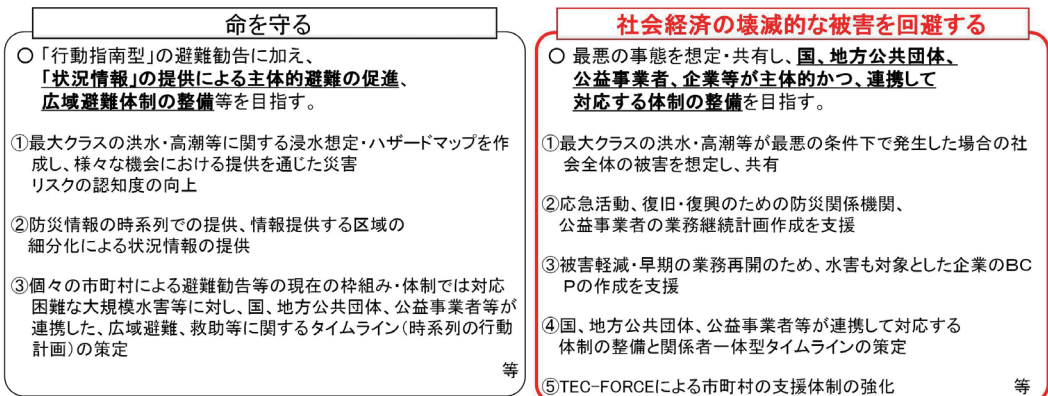 命を守る
○「行動指南型」の避難勧告に加え、
「状況情報」の提供による主体的避難の促進、
広域避難体制の整備等を目指す。
①最大クラスの洪水・高潮等に関する浸水想定・ハザードマップを作
成し、様々な機会における提供を通じた災害
リスクの認知度の向上
②防災情報の時系列での提供、情報提供する区域の
細分化による状況情報の提供
③個々の市町村による避難勧告等の現在の枠組み・体制では対応
困難な大規模水害等に対し、国、地方公共団体、公益事業者等が
連携した、広域避難、救助等に関するタイムライン(時系列の行動
計画)の策定
等
社会経済の壊滅的な被害を回避する
○ 最悪の事態を想定・共有し、国、地方公共団体、
公益事業者、企業等が主体的かつ、連携して
対応する体制の整備を目指す。
①最大クラスの洪水・高潮等が最悪の条件下で発生した場合の社
会全体の被害を想定し、共有
②応急活動、復旧・復興のための防災関係機関、
公益事業者の業務継続計画作成を支援
③被害軽減・早期の業務再開のため、水害も対象とした企業のBC
Pの作成を支援
④国、地方公共団体、公益事業者等が連携して対応する
体制の整備と関係者一体型タイムラインの策定
⑤TEC-FORCEによる市町村の支援体制の強化 等